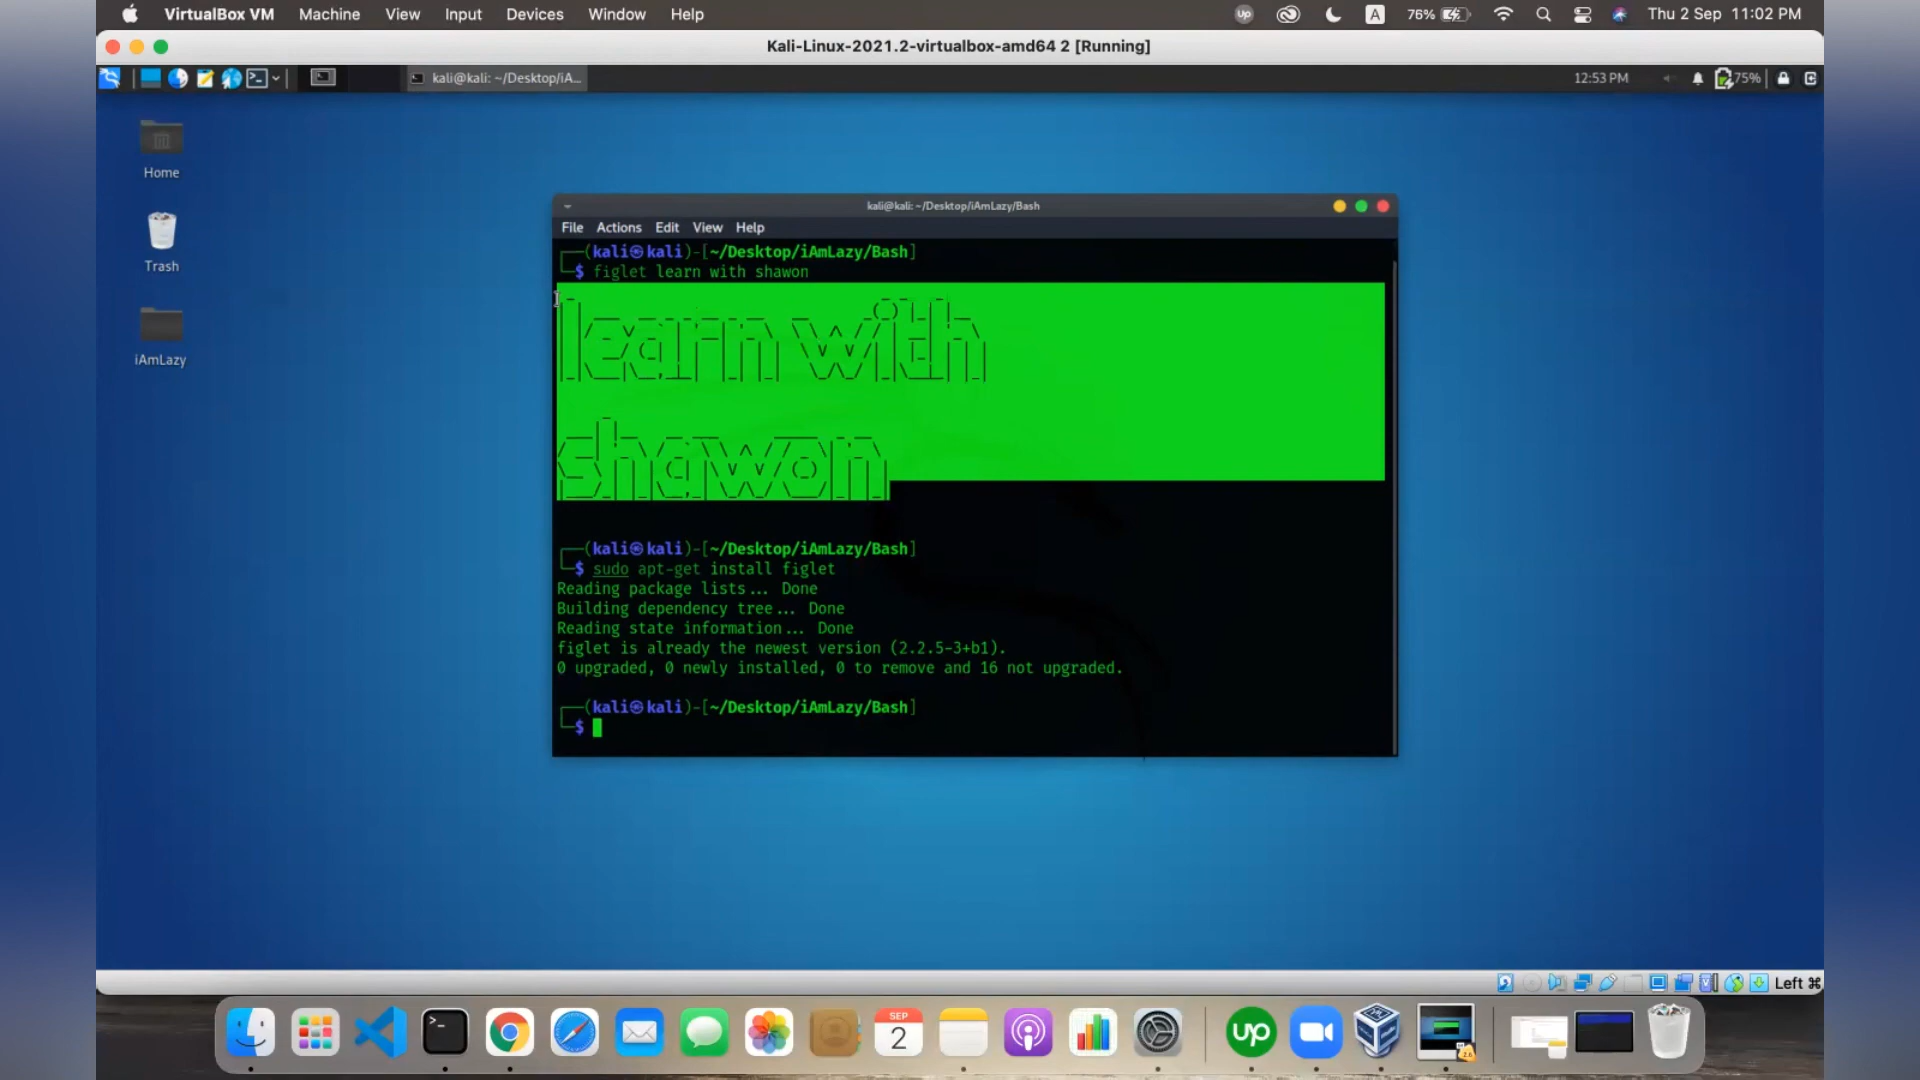 VirtualBox VM Machine View Input Devices Window Help
up A 76% Thu 2 Sep 11:02 PM
Kali-Linux-2021.2-virtualbox-amd64 2 [Running]
kali@kali: ~/Desktop/iA...
12:53 PM 75%
Home
Trash
iAmLazy
kali@kali: ~/Desktop/iAmLazy/Bash
File Actions Edit View Help
(kali㉿kali)-[~/Desktop/iAmLazy/Bash]
$ figlet learn with shawon
learn with
shawon
(kali㉿kali)-[~/Desktop/iAmLazy/Bash]
$ sudo apt-get install figlet
Reading package lists... Done
Building dependency tree... Done
Reading state information... Done
figlet is already the newest version (2.2.5-3+b1).
0 upgraded, 0 newly installed, 0 to remove and 16 not upgraded.
(kali㉿kali)-[~/Desktop/iAmLazy/Bash]
$
Left ⌘
SEP
2
up
2.6